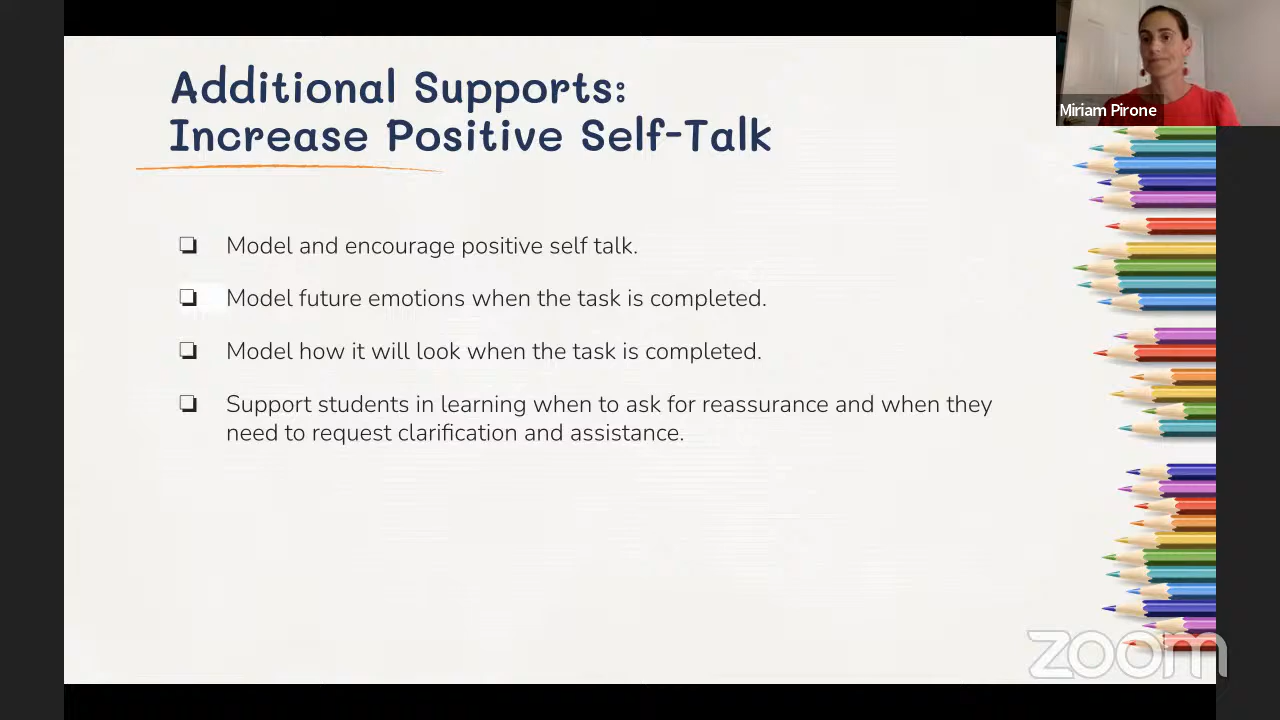 Additional Supports:
Increase Positive Self-Talk
Miriam Pirone
❏ Model and encourage positive self talk.
❏ Model future emotions when the task is completed.
❏ Model how it will look when the task is completed.
❏ Support students in learning when to ask for reassurance and when they
need to request clarification and assistance.
zoom